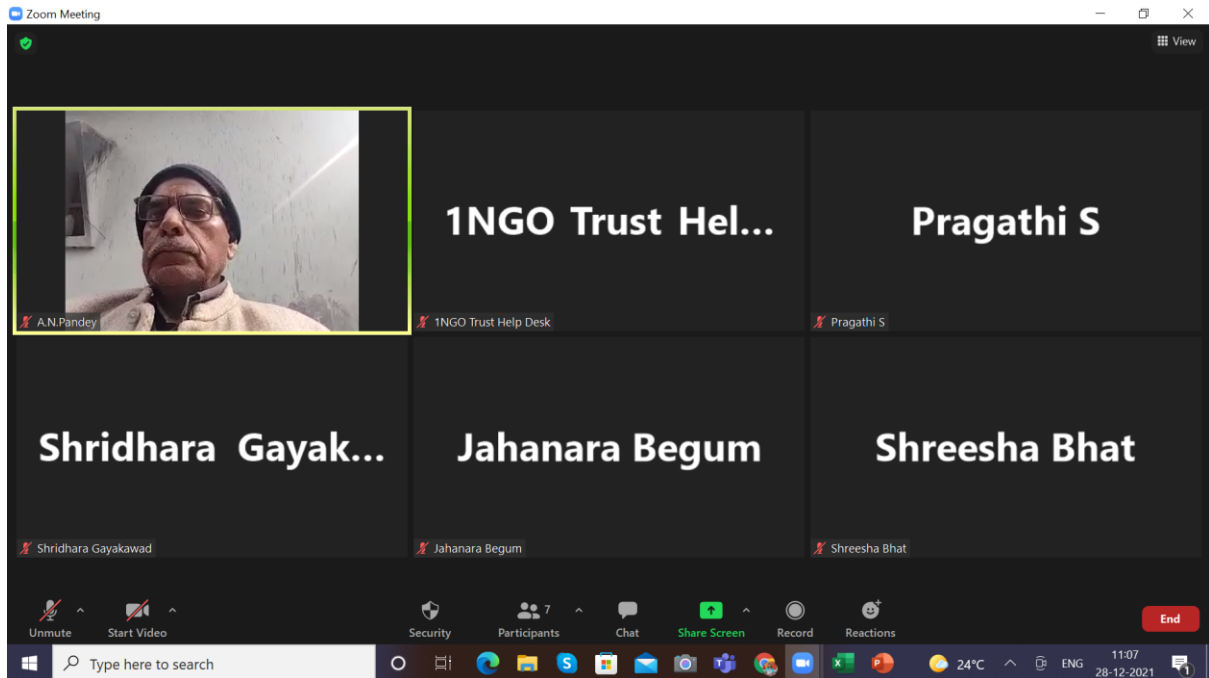 Zoom Meeting
View
1NGO Trust Hel...
Pragathi S
A.N.Pandey
1NGO Trust Help Desk
Pragathi S
Shridhara Gayak...
Jahanara Begum
Shreesha Bhat
Shridhara Gayakawad
Jahanara Begum
Shreesha Bhat
7
Unmute
Start Video
Security
Participants
Chat
Share Screen
Record
Reactions
End
Type here to search
24°C
ENG
11:07
28-12-2021
1